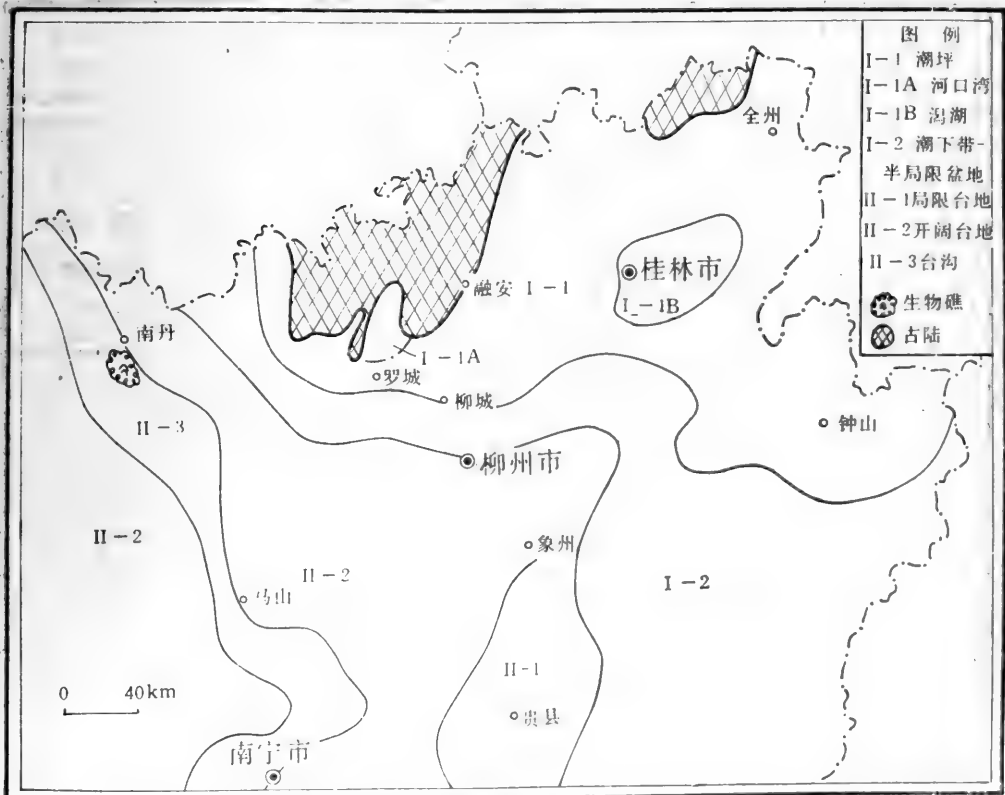 图 例
I-1 潮坪
I-1A 河口湾
I-1B 泻湖
I-2 潮下带-
半局限盆地
II-1局限台地
II-2开阔台地
II-3台沟
生物礁
古陆
全州
桂林市
I-1B
融安 I-1
I-1A
罗城
南丹
柳城
II-3
钟山
柳州市
II-2
象州
II-2
I-2
马山
II-1
0 40km
贵县
南宁市